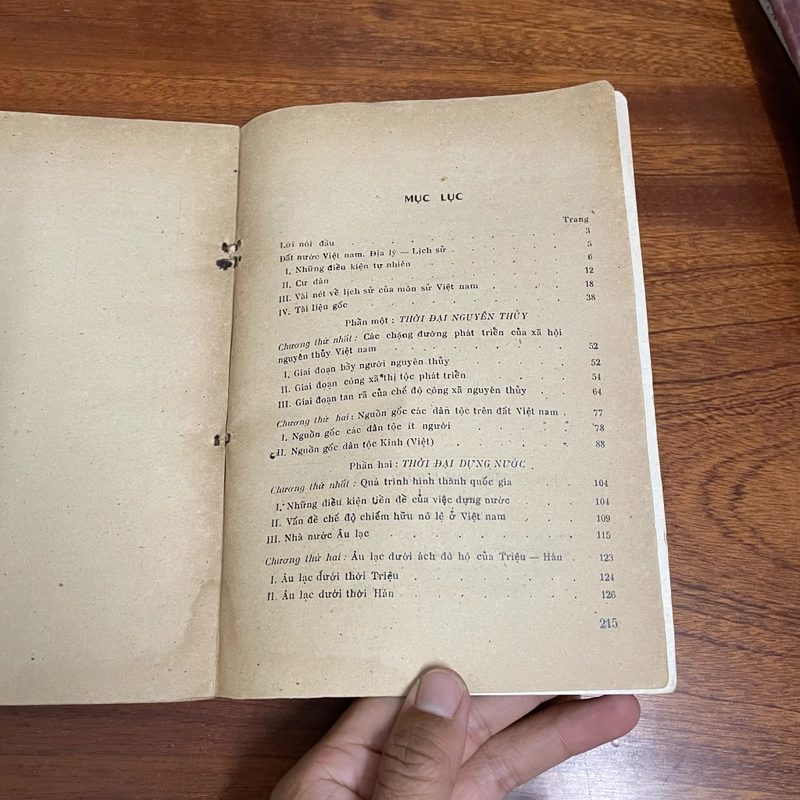 MỤC LỤC
Trang
Lời nói đầu 3
Đất nước Việt nam. Địa lý — Lịch sử 5
I. Những điều kiện tự nhiên 6
II. Cư dân 12
III. Vài nét về lịch sử của môn sử Việt nam 18
IV. Tài liệu gốc 38
Phần một : THỜI ĐẠI NGUYÊN THỦY
Chương thứ nhất : Các chặng đường phát triển của xã hội
nguyên thủy Việt nam 52
I. Giai đoạn bầy người nguyên thủy 52
II. Giai đoạn công xã thị tộc phát triển 54
III. Giai đoạn tan rã của chế độ công xã nguyên thủy 64
Chương thứ hai : Nguồn gốc các dân tộc trên đất Việt nam 77
I. Nguồn gốc các dân tộc ít người 78
II. Nguồn gốc dân tộc Kinh (Việt) 88
Phần hai : THỜI ĐẠI DỰNG NƯỚC
Chương thứ nhất : Quá trình hình thành quốc gia 104
I. Những điều kiện tiền đề của việc dựng nước 104
II. Vấn đề chế độ chiếm hữu nô lệ ở Việt nam 109
III. Nhà nước Âu lạc 115
Chương thứ hai : Âu lạc dưới ách đô hộ của Triệu — Hán 123
I. Âu lạc dưới thời Triệu 124
II. Âu lạc dưới thời Hán 126
215